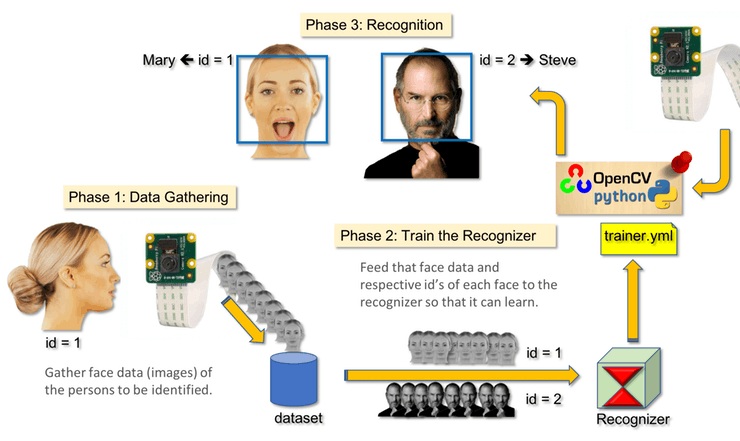 Phase 3: Recognition
Mary 🡸 id = 1
id = 2 🡺 Steve
OpenCV
python
trainer.yml
Phase 1: Data Gathering
id = 1
Gather face data (images) of
the persons to be identified.
dataset
Phase 2: Train the Recognizer
Feed that face data and
respective id’s of each face to the
recognizer so that it can learn.
id = 1
id = 2
Recognizer